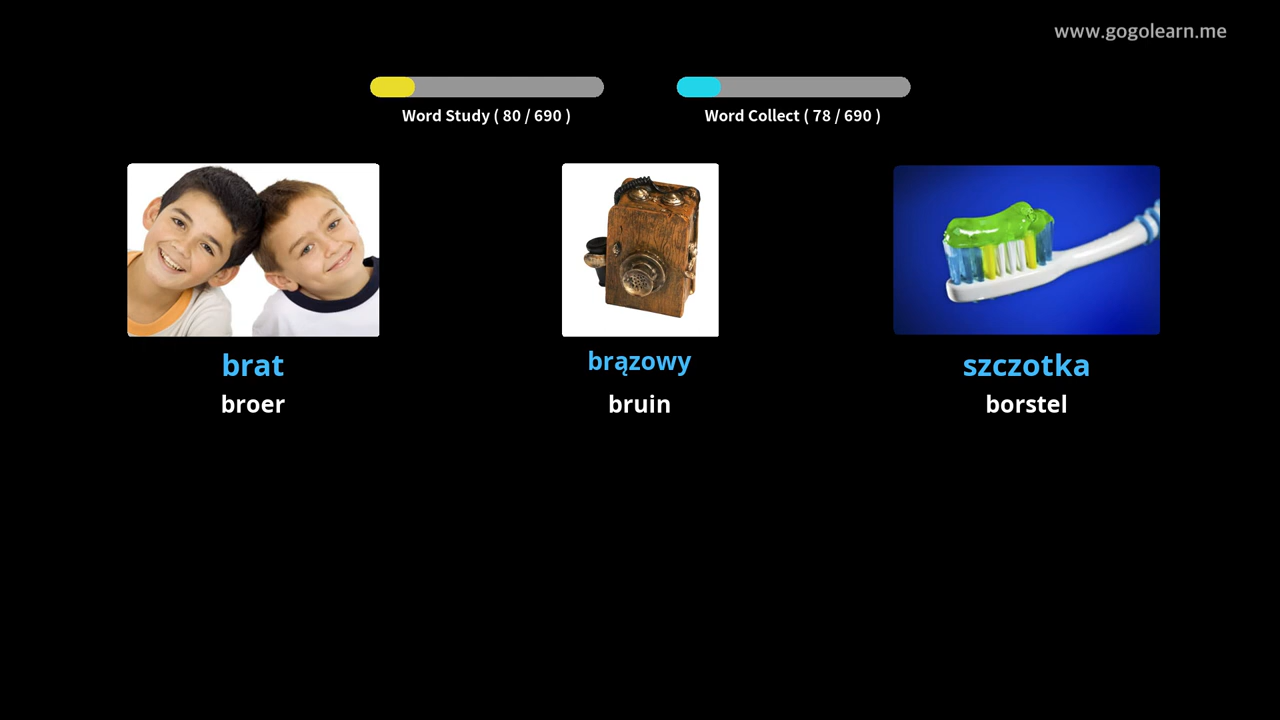 www.gogolearn.me
Word Study ( 80 / 690 )
Word Collect ( 78 / 690 )
brat
brązowy
szczotka
broer
bruin
borstel